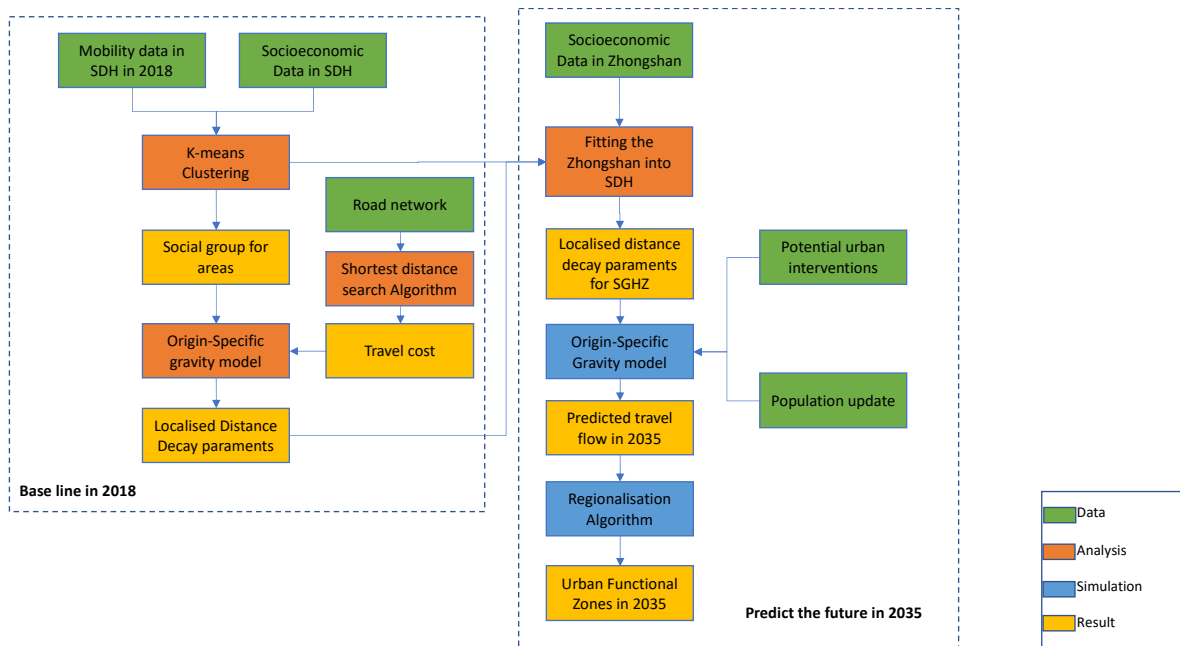 Mobility data in
SDH in 2018
Socioeconomic
Data in SDH
K-means
Clustering
Road network
Social group for
areas
Shortest distance
search Algorithm
Origin-Specific
gravity model
Travel cost
Localised Distance
Decay paraments
Base line in 2018
Socioeconomic
Data in Zhongshan
Fitting the
Zhongshan into
SDH
Localised distance
decay paraments
for SGHZ
Potential urban
interventions
Origin-Specific
Gravity model
Population update
Predicted travel
flow in 2035
Regionalisation
Algorithm
Urban Functional
Zones in 2035
Predict the future in 2035
Data
Analysis
Simulation
Result